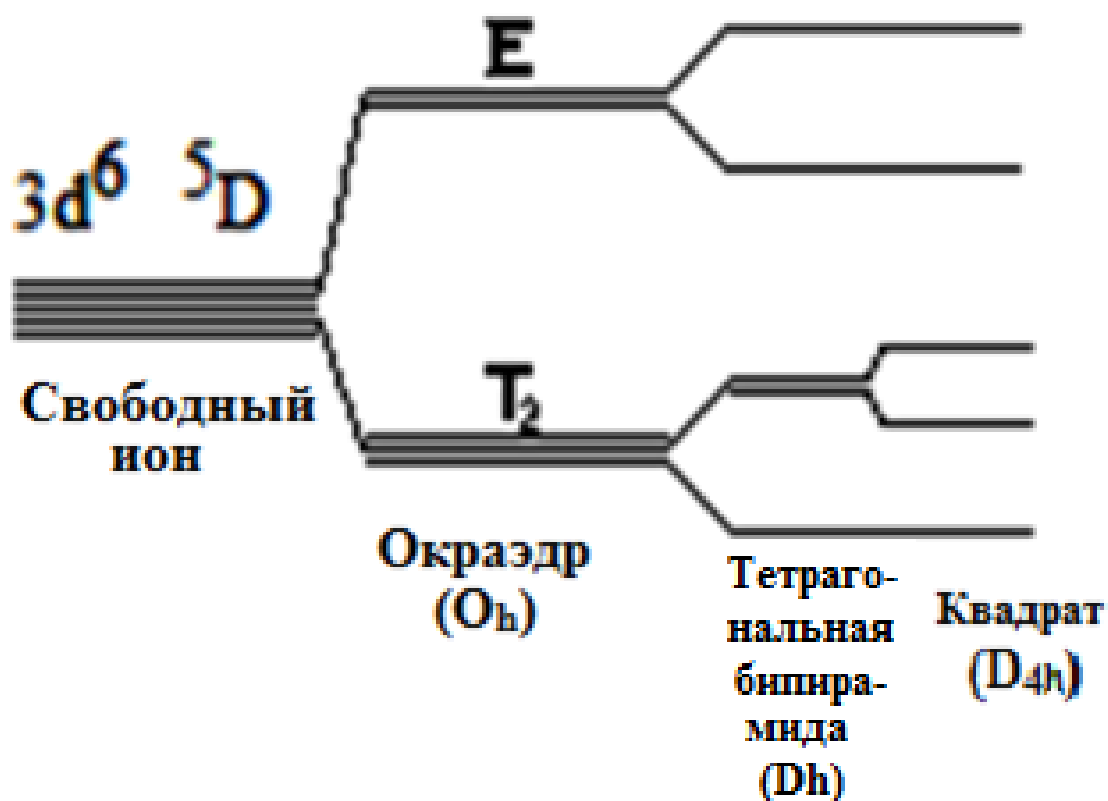 E
3d⁶ ⁵D
Свободный
ион
T₂
Окраэдр
(Oh)
Тетраго-
нальная
бипира-
мида
(Dh)
Квадрат
(D4h)